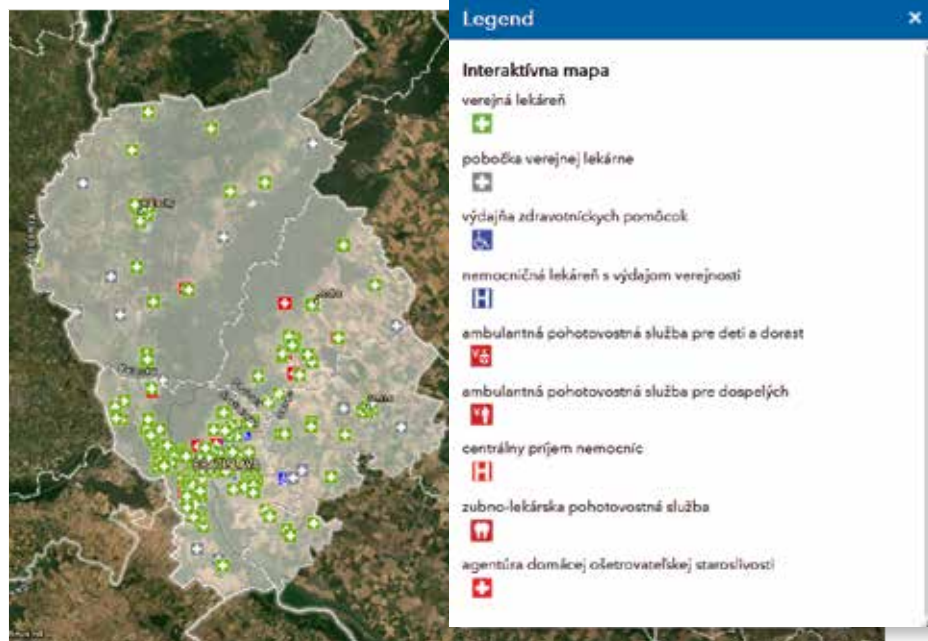 Legend ×
Interaktívna mapa
verejná lekáreň
pobočka verejnej lekárne
výdajňa zdravotníckych pomôcok
nemocničná lekáreň s výdajom verejnosti
ambulantná pohotovostná služba pre deti a dorast
ambulantná pohotovostná služba pre dospelých
centrálny príjem nemocníc
zubno-lekárska pohotovostná služba
agentúra domácej ošetrovateľskej starostlivosti